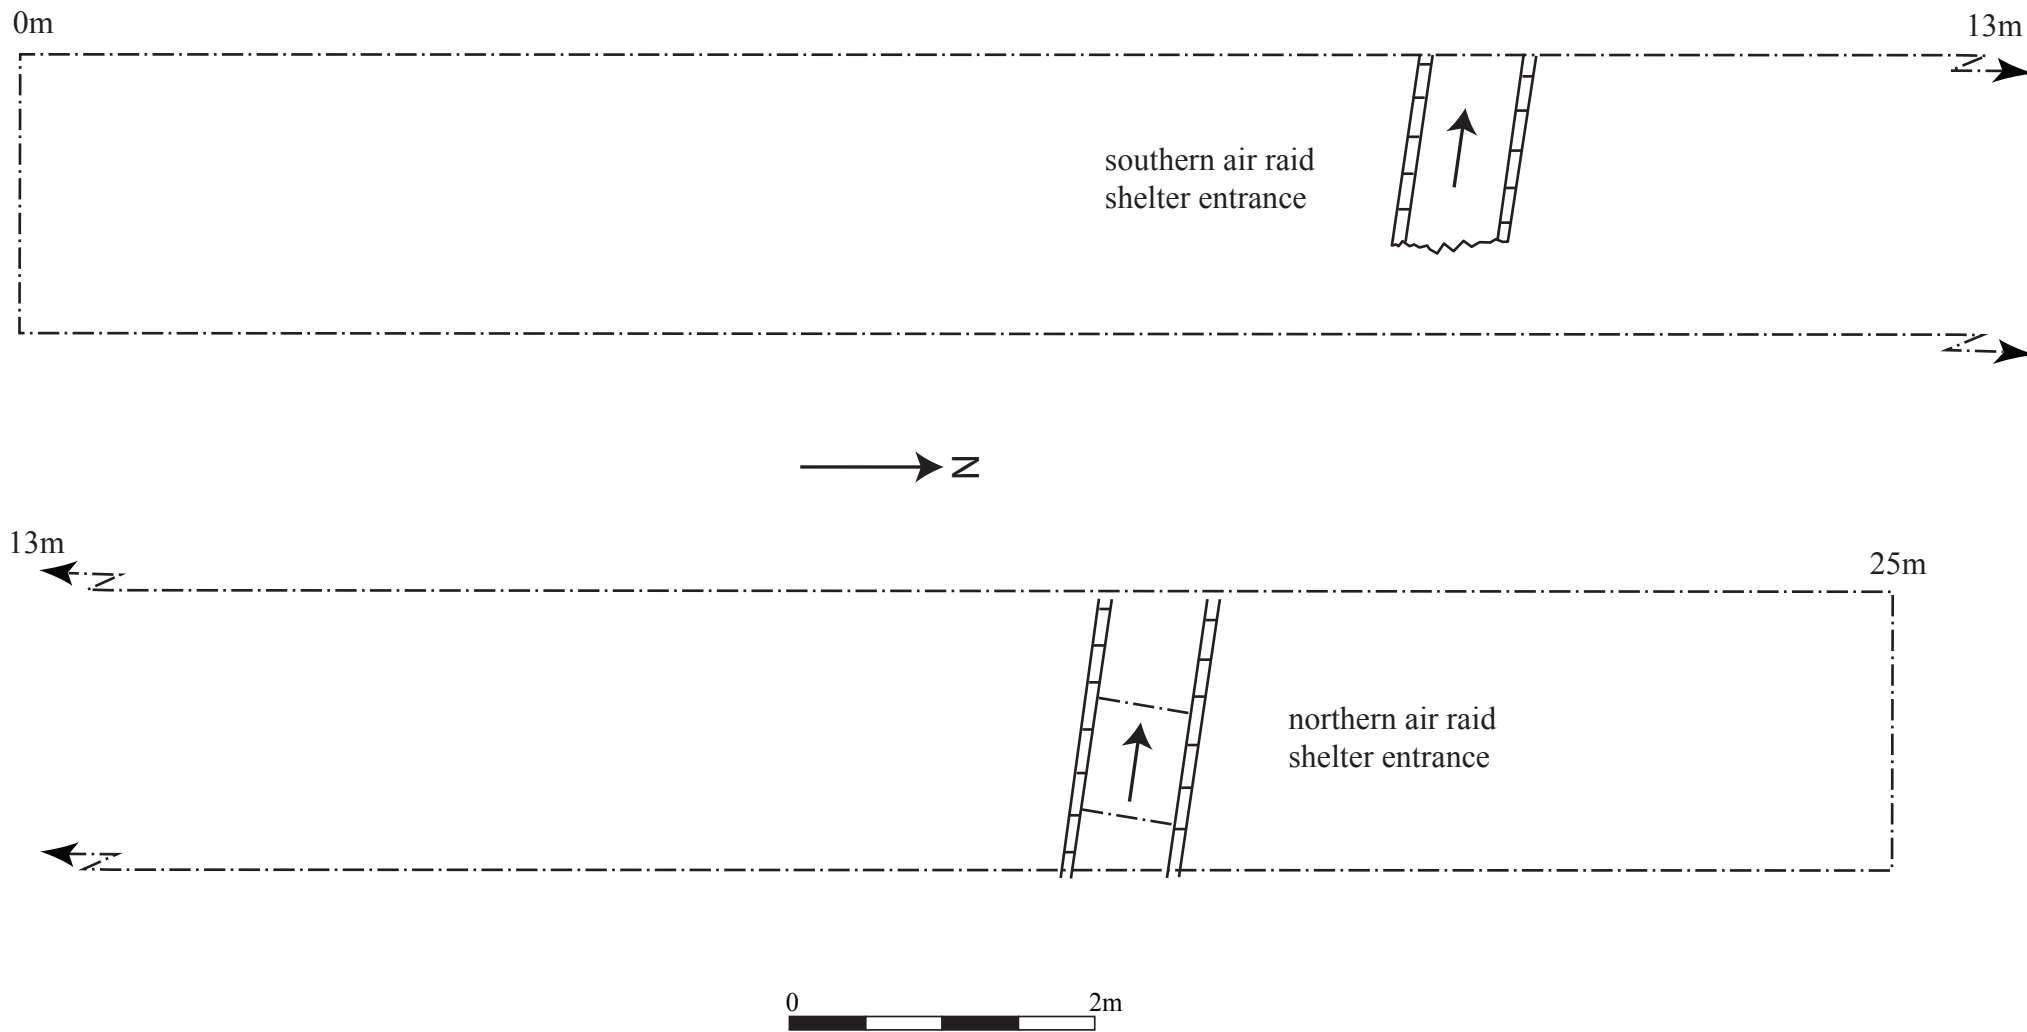 0m
13m
southern air raid
shelter entrance
N
13m
25m
northern air raid
shelter entrance
0
2m